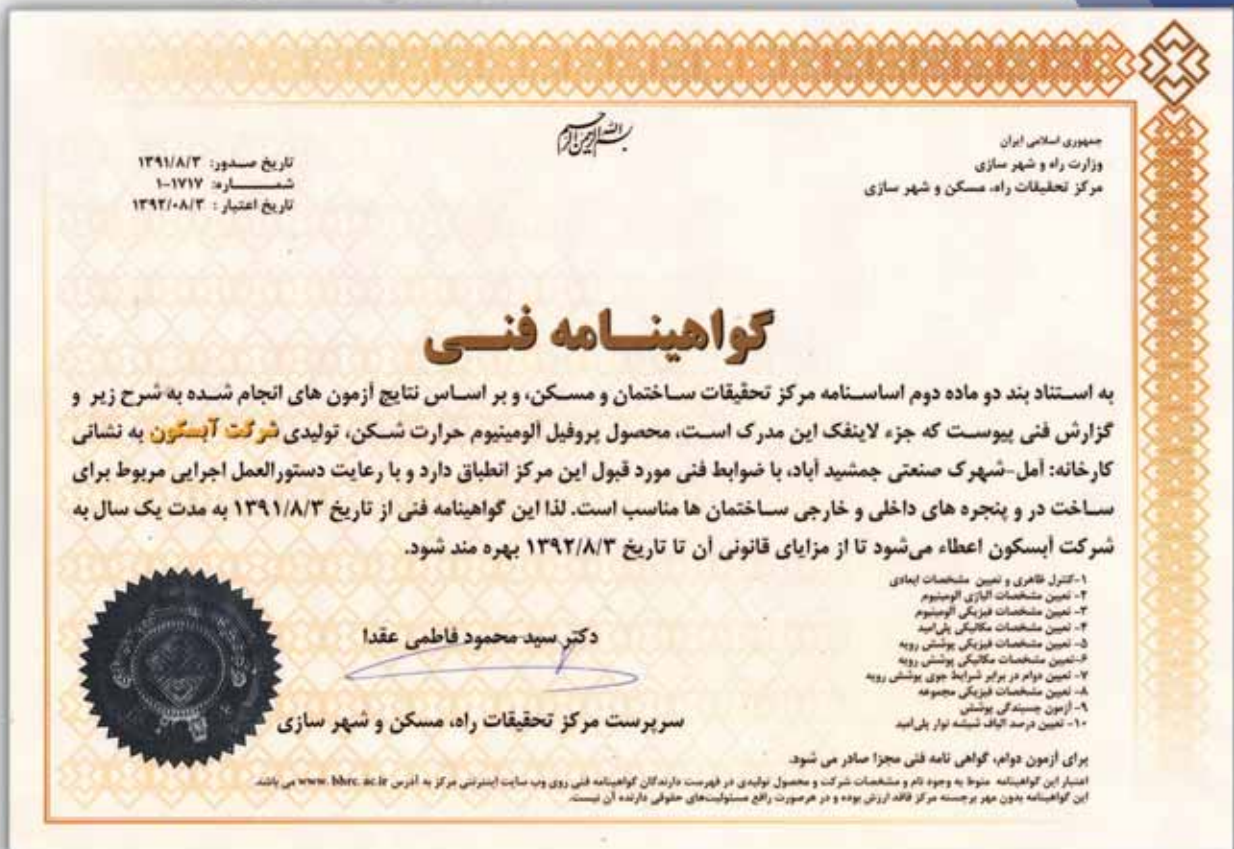 بسم الله الرحمن الرحیم
جمهوری اسلامی ایران
وزارت راه و شهر سازی
مرکز تحقیقات راه، مسکن و شهر سازی
تاریخ صدور: ۱۳۹۱/۸/۳
شماره: ۱-۱۷۱۷
تاریخ اعتبار: ۱۳۹۲/۰۸/۳
گواهینامه فنی
به استناد بند دو ماده دوم اساسنامه مرکز تحقیقات ساختمان و مسکن، و بر اساس نتایج آزمون های انجام شده به شرح زیر و
گزارش فنی پیوست که جزء لاینفک این مدرک است، محصول پروفیل آلومینیوم حرارت شکن، تولیدی شرکت آبسکون به نشانی
کارخانه: آمل-شهرک صنعتی جمشید آباد، با ضوابط فنی مورد قبول این مرکز انطباق دارد و با رعایت دستورالعمل اجرایی مربوط برای
ساخت در و پنجره های داخلی و خارجی ساختمان ها مناسب است. لذا این گواهینامه فنی از تاریخ ۱۳۹۱/۸/۳ به مدت یک سال به
شرکت آبسکون اعطاء می‌شود تا از مزایای قانونی آن تا تاریخ ۱۳۹۲/۸/۳ بهره مند شود.
۱-کنترل ظاهری و تعیین مشخصات ابعادی
۲- تعیین مشخصات آلیاژی آلومینیوم
۳- تعیین مشخصات فیزیکی آلومینیوم
۴- تعیین مشخصات مکانیکی پلی‌آمید
۵- تعیین مشخصات فیزیکی پوشش رویه
۶-تعیین مشخصات مکانیکی پوشش رویه
۷- تعیین دوام در برابر شرایط جوی پوشش رویه
۸- تعیین مشخصات فیزیکی مجموعه
۹- آزمون چسبندگی پوششی
۱۰- تعیین درصد الیاف شیشه نوار پلی‌آمید
دکتر سید محمود فاطمی عقدا
سرپرست مرکز تحقیقات راه، مسکن و شهر سازی
برای آزمون دوام، گواهی نامه فنی مجزا صادر می شود.
اعتبار این گواهینامه منوط به وجود نام و مشخصات شرکت و محصول تولیدی در فهرست دارندگان گواهینامه فنی روی وب سایت اینترنتی مرکز به آدرس www.bhrc.ac.ir می باشد.
این گواهینامه بدون مهر برجسته مرکز فاقد ارزش بوده و در هرصورت رافع مسئولیت‌های حقوقی دارنده آن نیست.